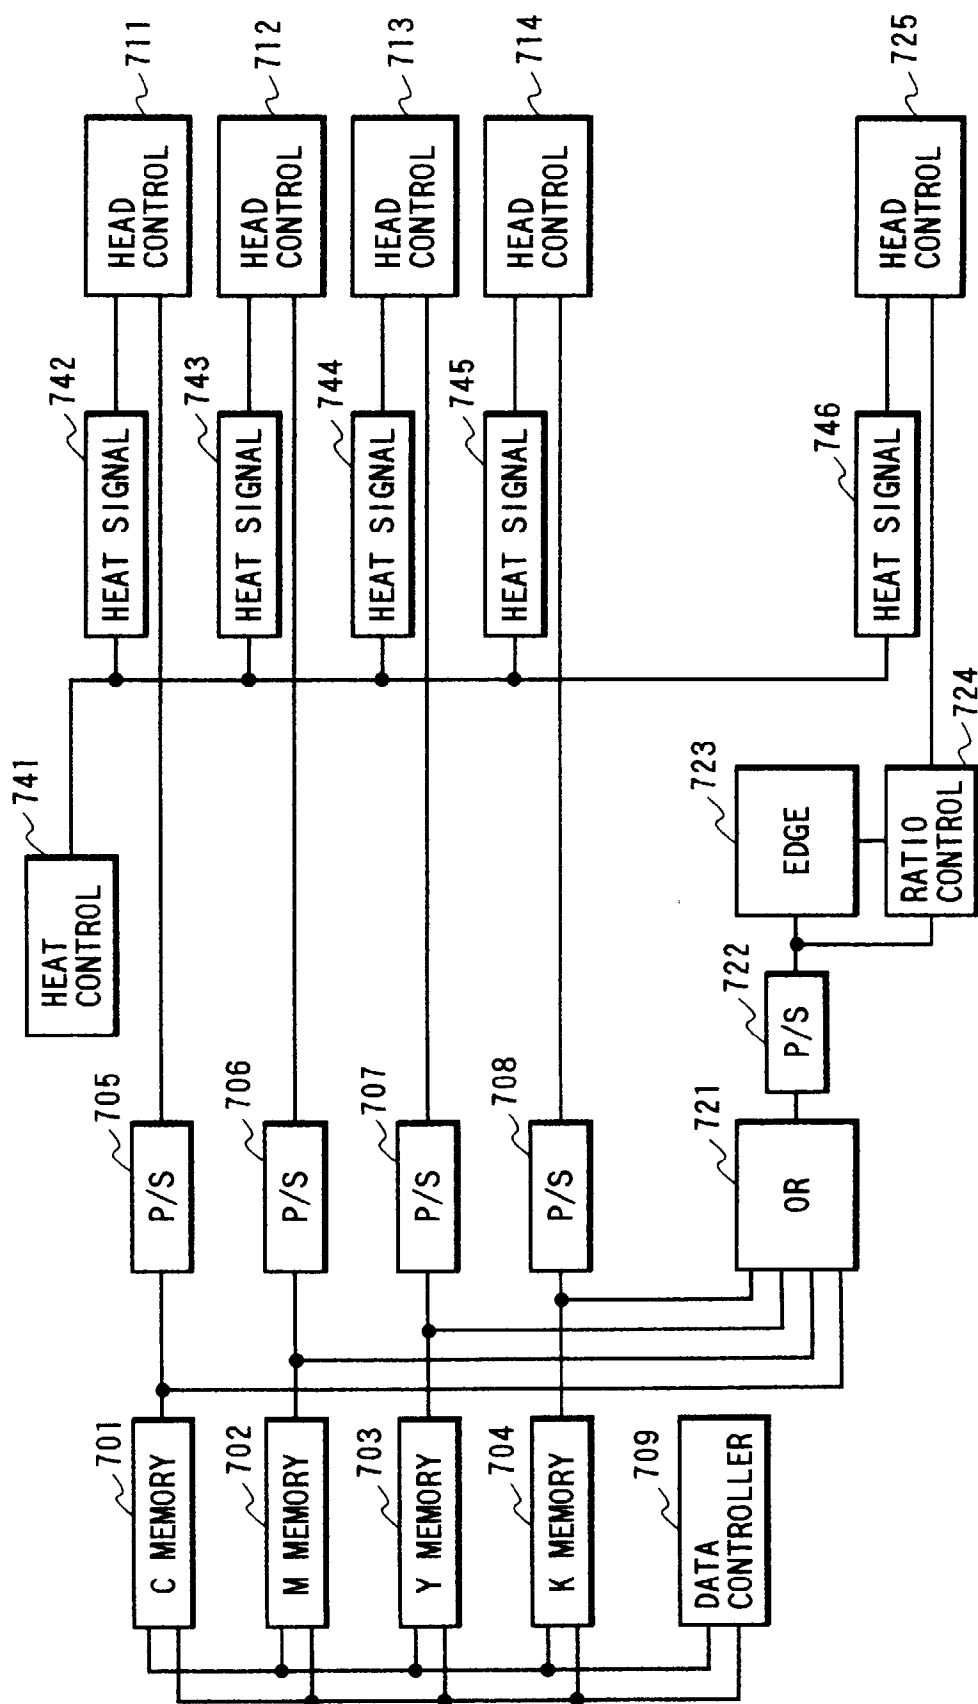 C MEMORY
701
M MEMORY
702
Y MEMORY
703
K MEMORY
704
DATA
CONTROLLER
709
P/S
705
P/S
706
P/S
707
P/S
708
OR
721
P/S
722
EDGE
723
RATIO
CONTROL
724
HEAT
CONTROL
741
HEAT SIGNAL
742
HEAT SIGNAL
743
HEAT SIGNAL
744
HEAT SIGNAL
745
HEAT SIGNAL
746
HEAD
CONTROL
711
HEAD
CONTROL
712
HEAD
CONTROL
713
HEAD
CONTROL
714
HEAD
CONTROL
725